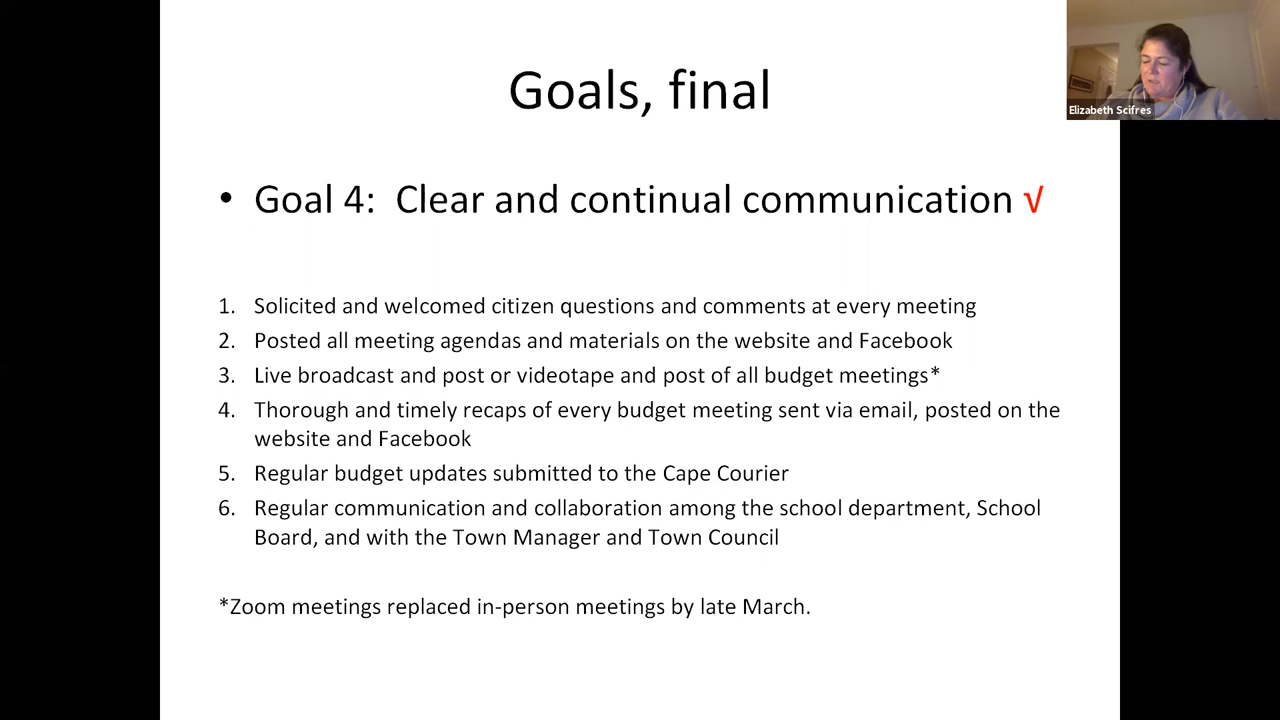 Goals, final
Elizabeth Scifres
• Goal 4:  Clear and continual communication √
1. Solicited and welcomed citizen questions and comments at every meeting
2. Posted all meeting agendas and materials on the website and Facebook
3. Live broadcast and post or videotape and post of all budget meetings*
4. Thorough and timely recaps of every budget meeting sent via email, posted on the
website and Facebook
5. Regular budget updates submitted to the Cape Courier
6. Regular communication and collaboration among the school department, School
Board, and with the Town Manager and Town Council
*Zoom meetings replaced in-person meetings by late March.